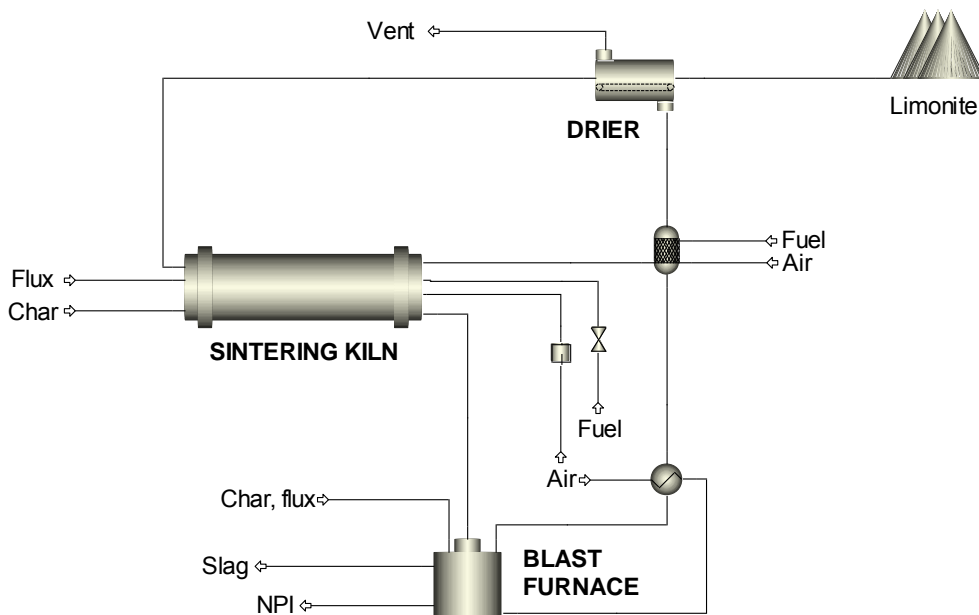 Vent
Limonite
DRIER
Fuel
Air
Flux
Char
SINTERING KILN
Fuel
Air
Char, flux
BLAST
FURNACE
Slag
NPI